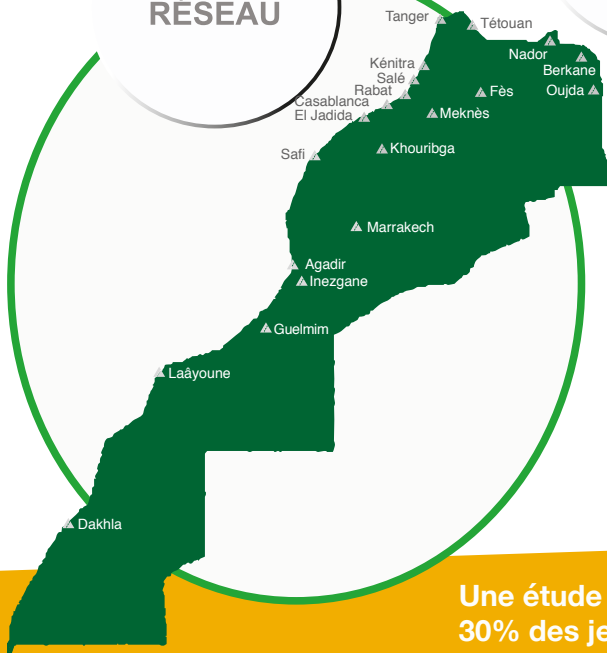 RÉSEAU
Tanger
Tétouan
Nador
Kénitra
Berkane
Salé
Rabat
Fès
Oujda
Casablanca
El Jadida
Meknès
Safi
Khouribga
Marrakech
Agadir
Inezgane
Guelmim
Laâyoune
Dakhla
Une étude
30% des je